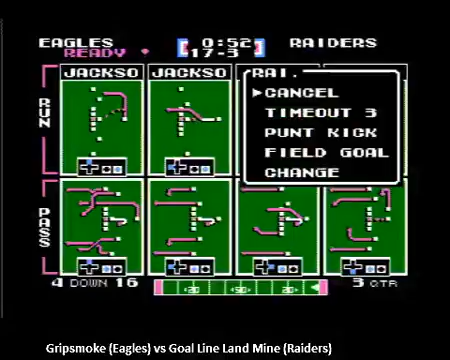 EAGLES 0:52 RAIDERS
READY 17-3
JACKSO JACKSO RAI.
CANCEL
TIMEOUT 3
PUNT KICK
FIELD GOAL
CHANGE
RUN
PASS
4 DOWN 16 20 50 20 3 QTR
Gripsmoke (Eagles) vs Goal Line Land Mine (Raiders)